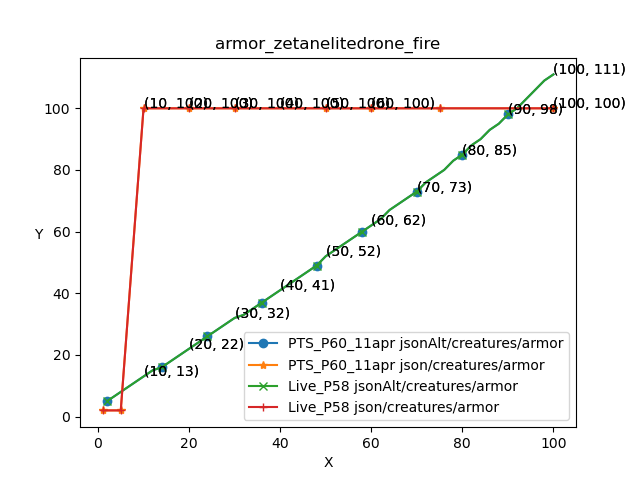 armor_zetanelitedrone_fire
(100, 111)
(10, 100)
(20, 100)
(30, 100)
(40, 100)
(50, 100)
(60, 100)
(100, 100)
(90, 98)
(80, 85)
(70, 73)
(60, 62)
(50, 52)
(40, 41)
(30, 32)
(20, 22)
(10, 13)
100
80
60
40
20
0
Y
0 20 40 60 80 100
X
PTS_P60_11apr jsonAlt/creatures/armor
PTS_P60_11apr json/creatures/armor
Live_P58 jsonAlt/creatures/armor
Live_P58 json/creatures/armor